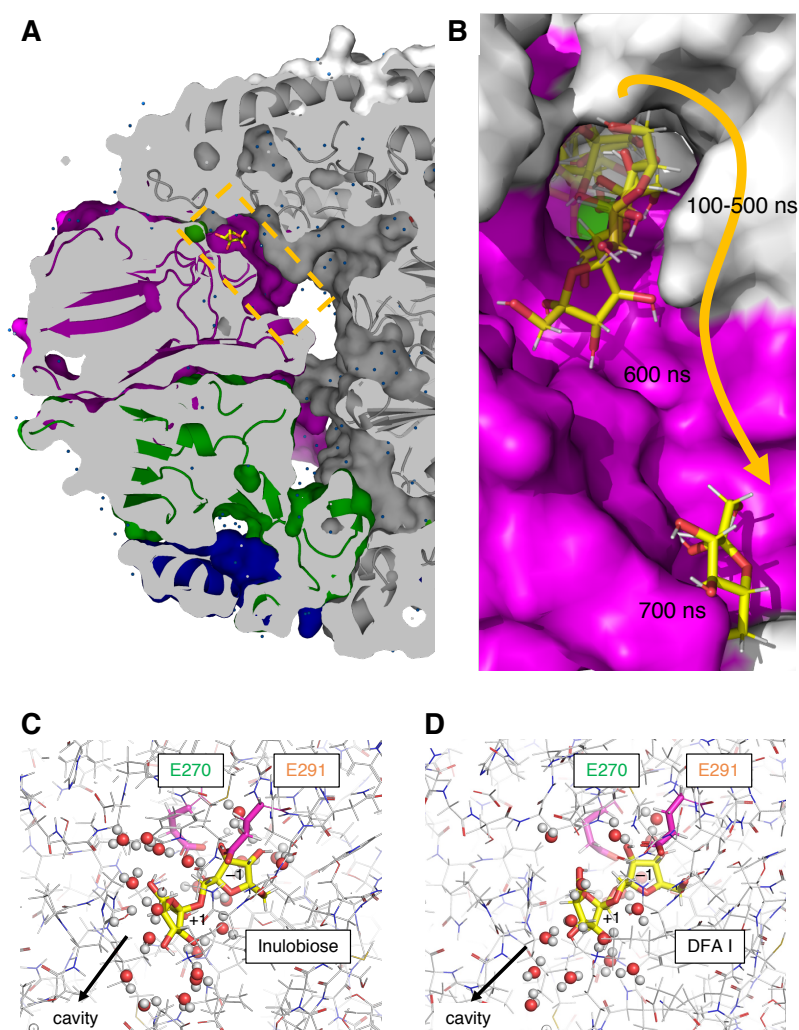 A
B
100-500 ns
600 ns
700 ns
C
D
E270
E291
−1
+1
Inulobiose
cavity
E270
E291
−1
+1
DFA I
cavity